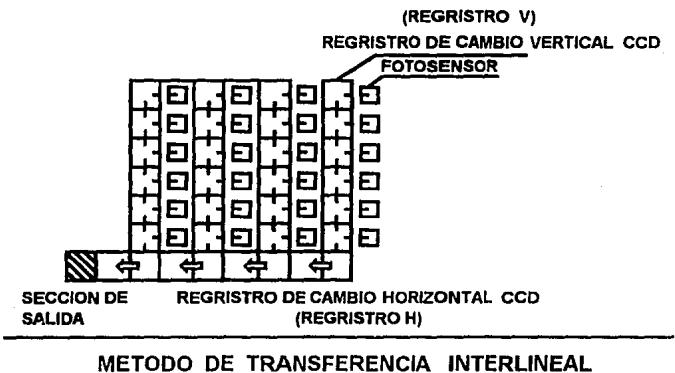 (REGRISTRO V)
REGRISTRO DE CAMBIO VERTICAL CCD
FOTOSENSOR
SECCION DE
SALIDA
REGRISTRO DE CAMBIO HORIZONTAL CCD
(REGRISTRO H)
METODO DE TRANSFERENCIA INTERLINEAL